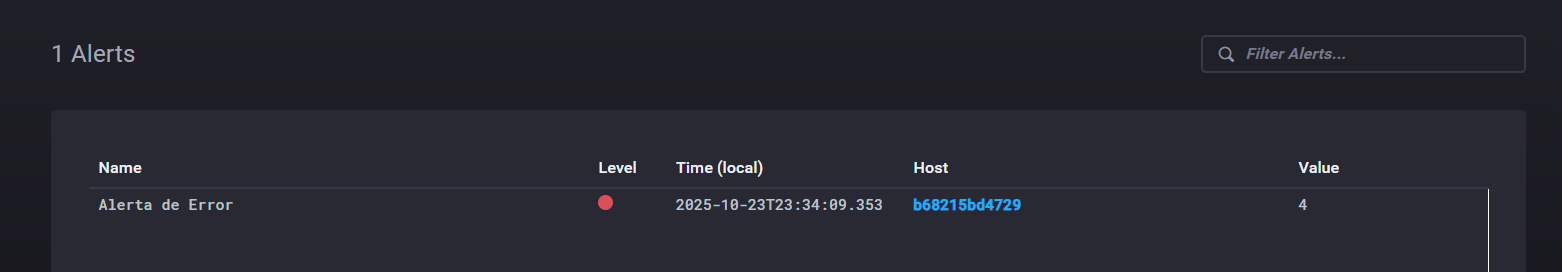 1 Alerts
Filter Alerts...
Name Level Time (local) Host Value
Alerta de Error 2025-10-23T23:34:09.353 b68215bd4729 4